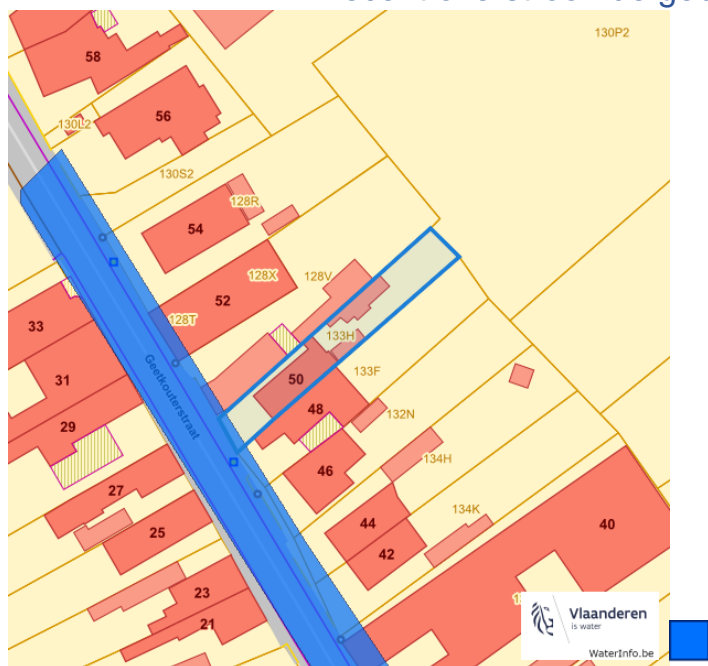 130P2
58
56
130L2
130S2
128R
54
128V
128X
52
128T
33
133H
Geetkouterstraat
31
50
133F
48
132N
29
46
134H
27
134K
44
40
25
42
23
21
Vlaanderen
is water
WaterInfo.be